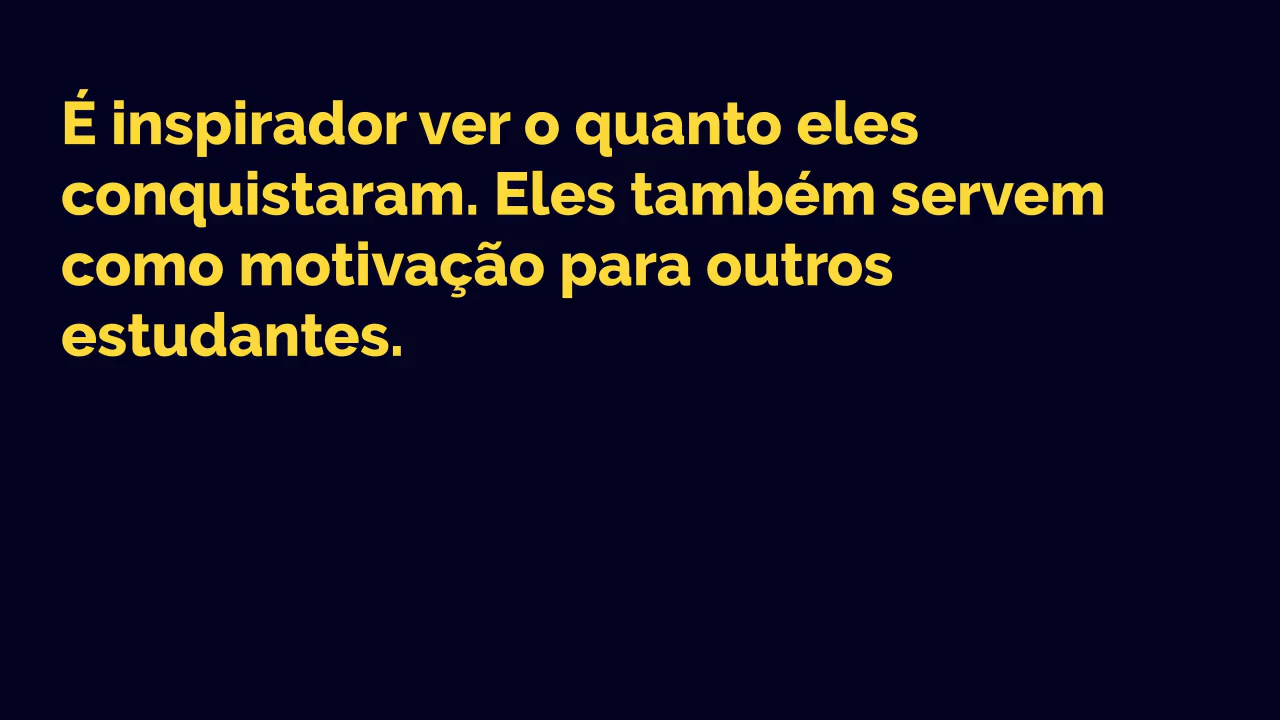 É inspirador ver o quanto eles
conquistaram. Eles também servem
como motivação para outros
estudantes.